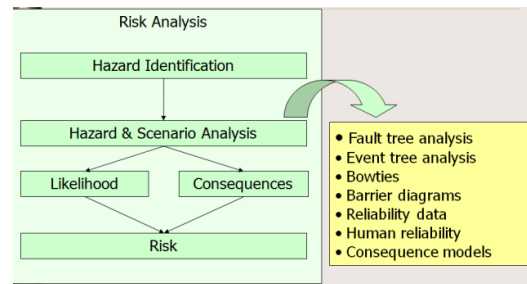 Risk Analysis
Hazard Identification
Hazard & Scenario Analysis
Likelihood
Consequences
Risk
• Fault tree analysis
• Event tree analysis
• Bowties
• Barrier diagrams
• Reliability data
• Human reliability
• Consequence models